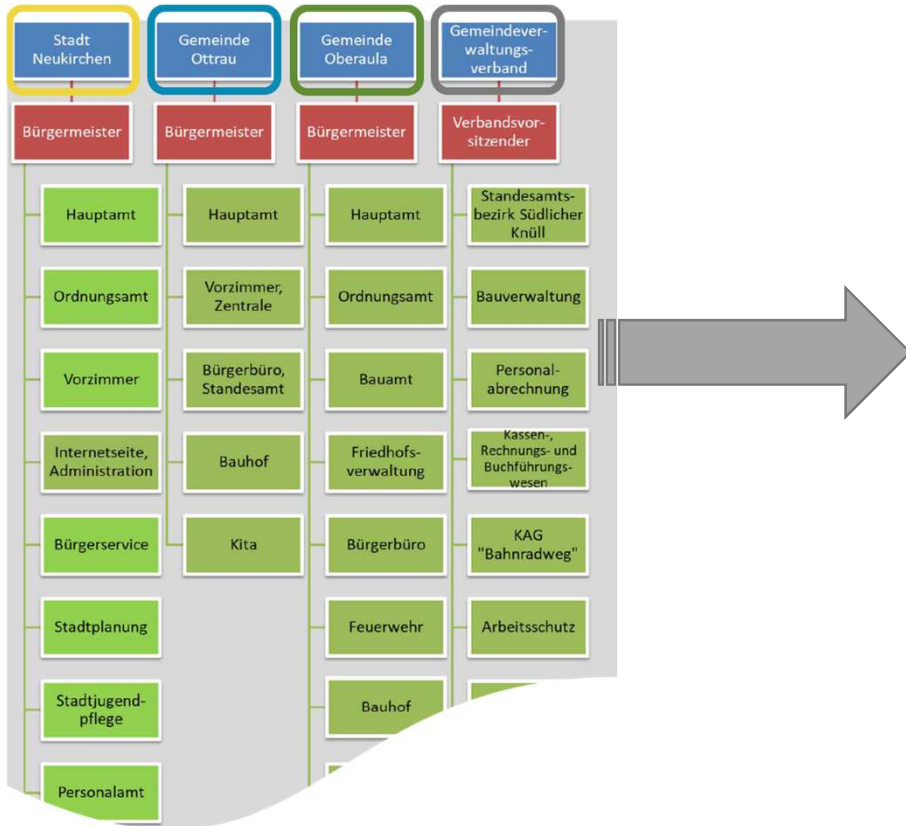 Stadt
Neukirchen
Gemeinde
Ottrau
Gemeinde
Oberaula
Gemeindever-
waltungs-
verband
Bürgermeister
Bürgermeister
Bürgermeister
Verbandsvor-
sitzender
Hauptamt
Ordnungsamt
Vorzimmer
Internetseite,
Administration
Bürgerservice
Stadtplanung
Stadtjugend-
pflege
Personalamt
Hauptamt
Vorzimmer,
Zentrale
Bürgerbüro,
Standesamt
Bauhof
Kita
Hauptamt
Ordnungsamt
Bauamt
Friedhofs-
verwaltung
Bürgerbüro
Feuerwehr
Bauhof
Standesamts-
bezirk Südlicher
Knüll
Bauverwaltung
Personal-
abrechnung
Kassen-,
Rechnungs- und
Buchführungs-
wesen
KAG
"Bahnradweg"
Arbeitsschutz